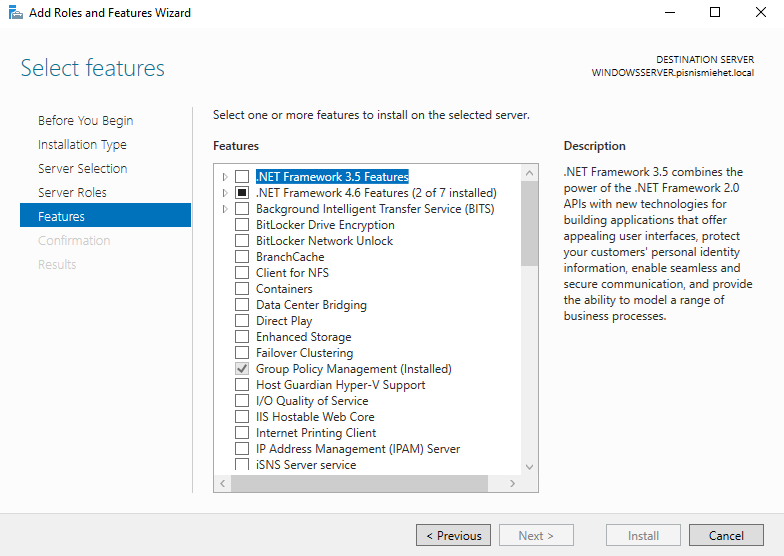 Add Roles and Features Wizard
Select features
DESTINATION SERVER
WINDOWSSERVER.pisnismiehet.local
Before You Begin
Installation Type
Server Selection
Server Roles
Features
Confirmation
Results
Select one or more features to install on the selected server.
Features
.NET Framework 3.5 Features
.NET Framework 4.6 Features (2 of 7 installed)
Background Intelligent Transfer Service (BITS)
BitLocker Drive Encryption
BitLocker Network Unlock
BranchCache
Client for NFS
Containers
Data Center Bridging
Direct Play
Enhanced Storage
Failover Clustering
Group Policy Management (Installed)
Host Guardian Hyper-V Support
I/O Quality of Service
IIS Hostable Web Core
Internet Printing Client
IP Address Management (IPAM) Server
iSNS Server service
Description
.NET Framework 3.5 combines the
power of the .NET Framework 2.0
APIs with new technologies for
building applications that offer
appealing user interfaces, protect
your customers' personal identity
information, enable seamless and
secure communication, and provide
the ability to model a range of
business processes.
< Previous
Next >
Install
Cancel